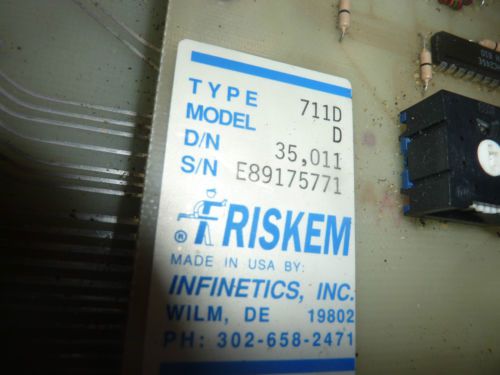 TYPE 711D
MODEL D
D/N 35,011
S/N E89175771
® FRISKEM
MADE IN USA BY:
INFINETICS, INC.
WILM, DE 19802
PH: 302-658-2471